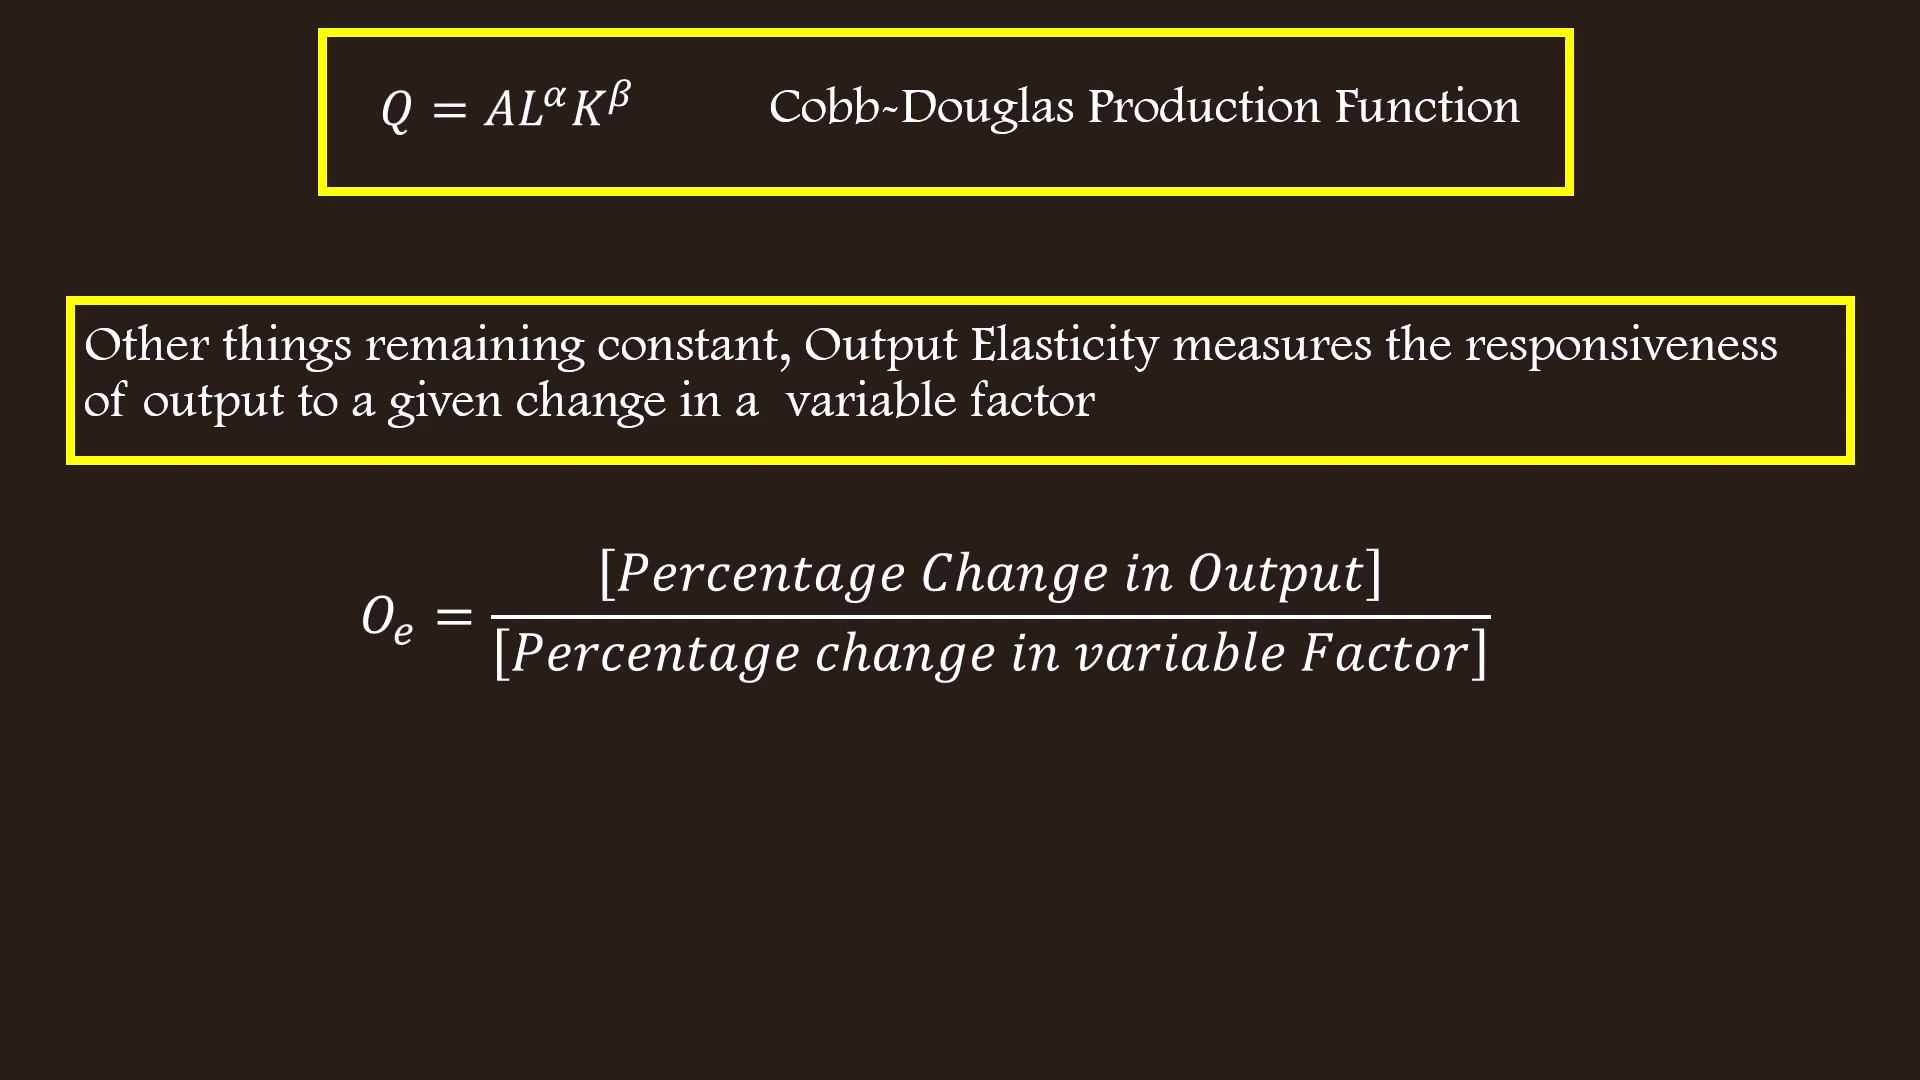 Q = AL^α K^β Cobb-Douglas Production Function
Other things remaining constant, Output Elasticity measures the responsiveness
of output to a given change in a variable factor
[Percentage Change in Output]
O_e =
[Percentage change in variable Factor]